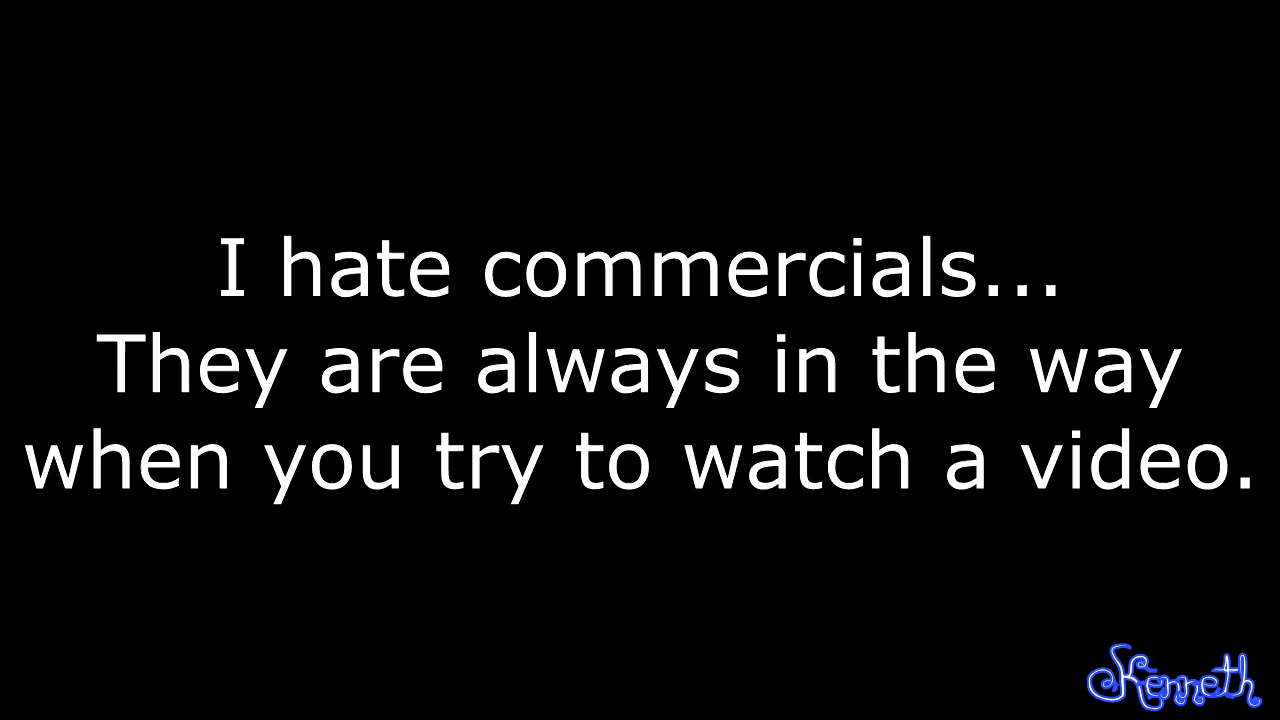 I hate commercials...
They are always in the way
when you try to watch a video.
Kenneth